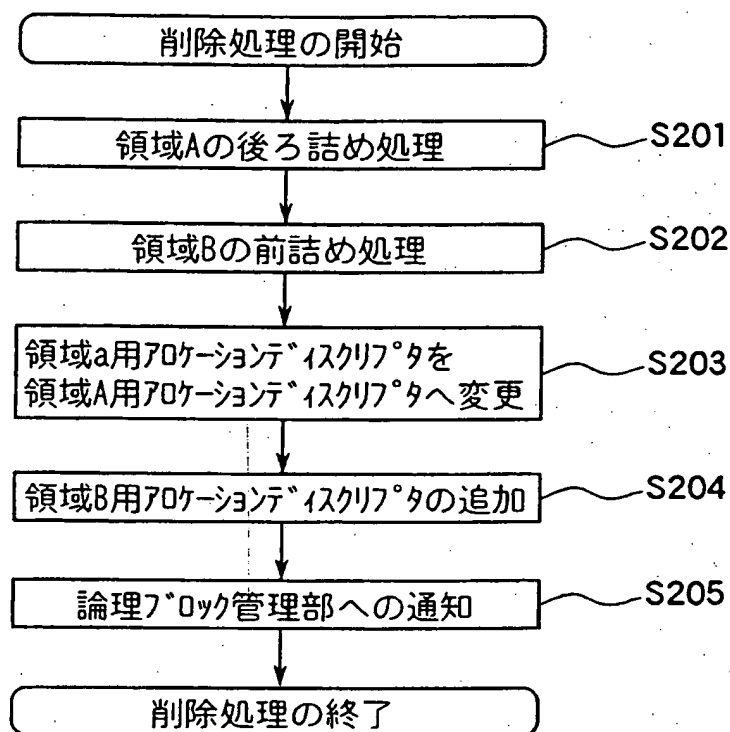 削除処理の開始
領域Aの後ろ詰め処理
S201
領域Bの前詰め処理
S202
領域a用ｱﾛｹｰｼｮﾝﾃﾞｨｽｸﾘﾌﾟﾀを
領域A用ｱﾛｹｰｼｮﾝﾃﾞｨｽｸﾘﾌﾟﾀへ変更
S203
領域B用ｱﾛｹｰｼｮﾝﾃﾞｨｽｸﾘﾌﾟﾀの追加
S204
論理ﾌﾞﾛｯｸ管理部への通知
S205
削除処理の終了